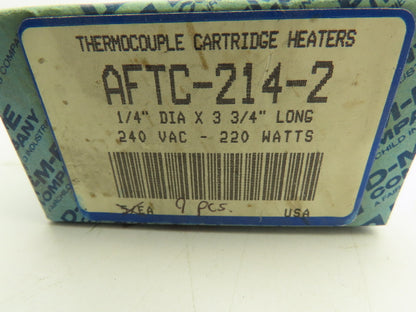 THERMOCOUPLE CARTRIDGE HEATERS
AFTC-214-2
1/4" DIA X 3 3/4" LONG
240 VAC - 220 WATTS
9 pcs.
USA
D-M-E
COMPANY